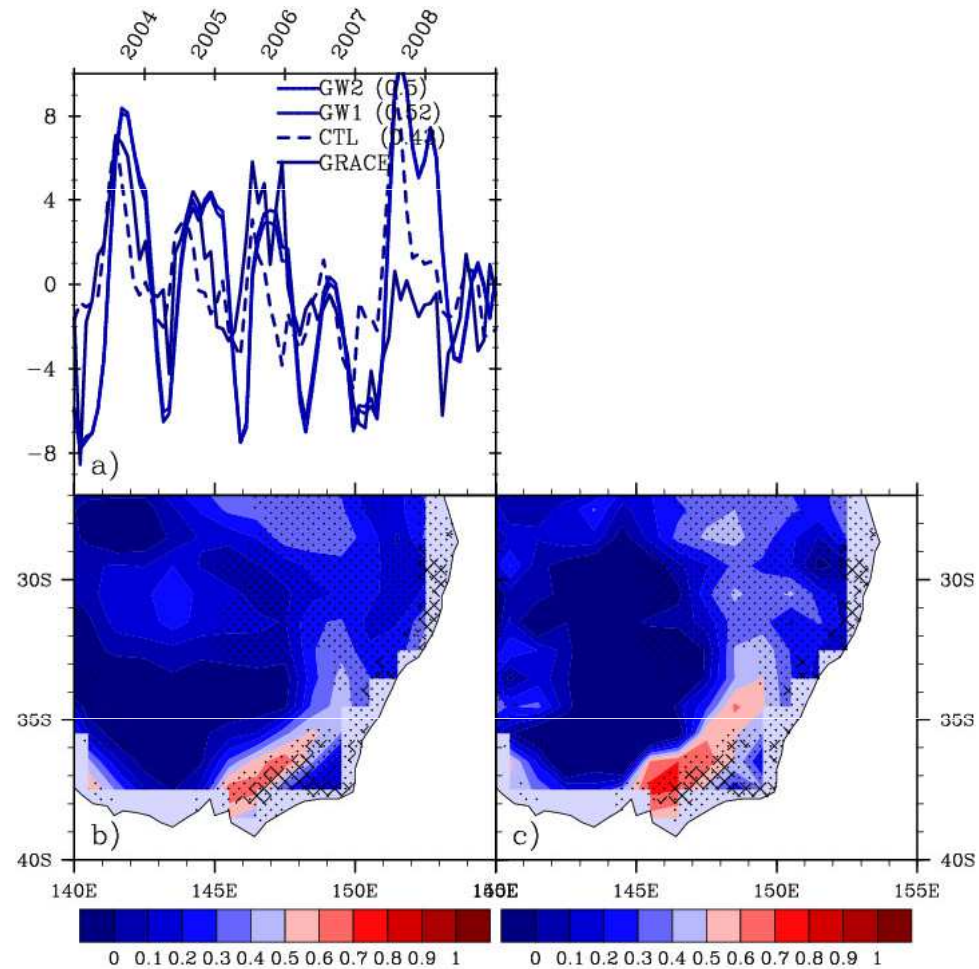 2004 2005 2006 2007 2008
GW2 (0.5)
GW1 (0.52)
CTL (0.43)
GRACE
8
4
0
−4
−8
a)
30S 30S
35S 35S
b) c)
40S 40S
140E 145E 150E 145E 150E 155E
0 0.1 0.2 0.3 0.4 0.5 0.6 0.7 0.8 0.9 1 0 0.1 0.2 0.3 0.4 0.5 0.6 0.7 0.8 0.9 1